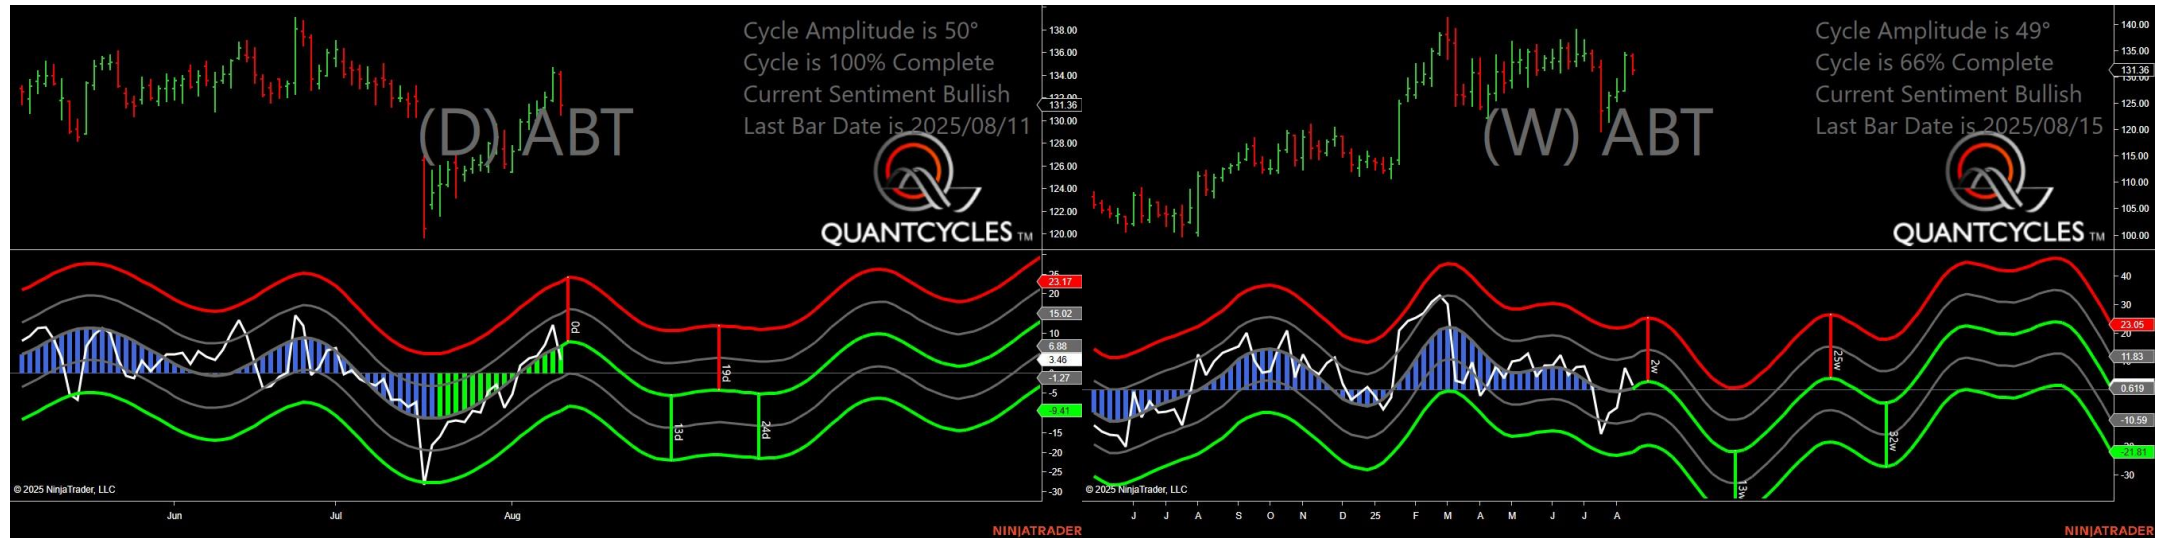 Cycle Amplitude is 50°
Cycle is 100% Complete
Current Sentiment Bullish
Last Bar Date is 2025/08/11
(D) ABT
QUANTCYCLES TM
138.00
136.00
134.00
132.00
131.36
130.00
128.00
126.00
124.00
122.00
120.00
25
23.17
20
15.02
10
6.88
3.46
-1.27
-5
-9.41
-15
-20
-25
-30
0d
19d
13d
24d
© 2025 NinjaTrader, LLC
Jun Jul Aug
NINJATRADER
Cycle Amplitude is 49°
Cycle is 66% Complete
Current Sentiment Bullish
Last Bar Date is 2025/08/15
(W) ABT
QUANTCYCLES TM
140.00
135.00
131.36
130.00
125.00
120.00
115.00
110.00
105.00
100.00
40
30
23.05
11.83
0.619
-10.59
-21.81
-30
2w
25w
13w
32w
© 2025 NinjaTrader, LLC
J J A S O N D 25 F M A M J J A
NINJATRADER